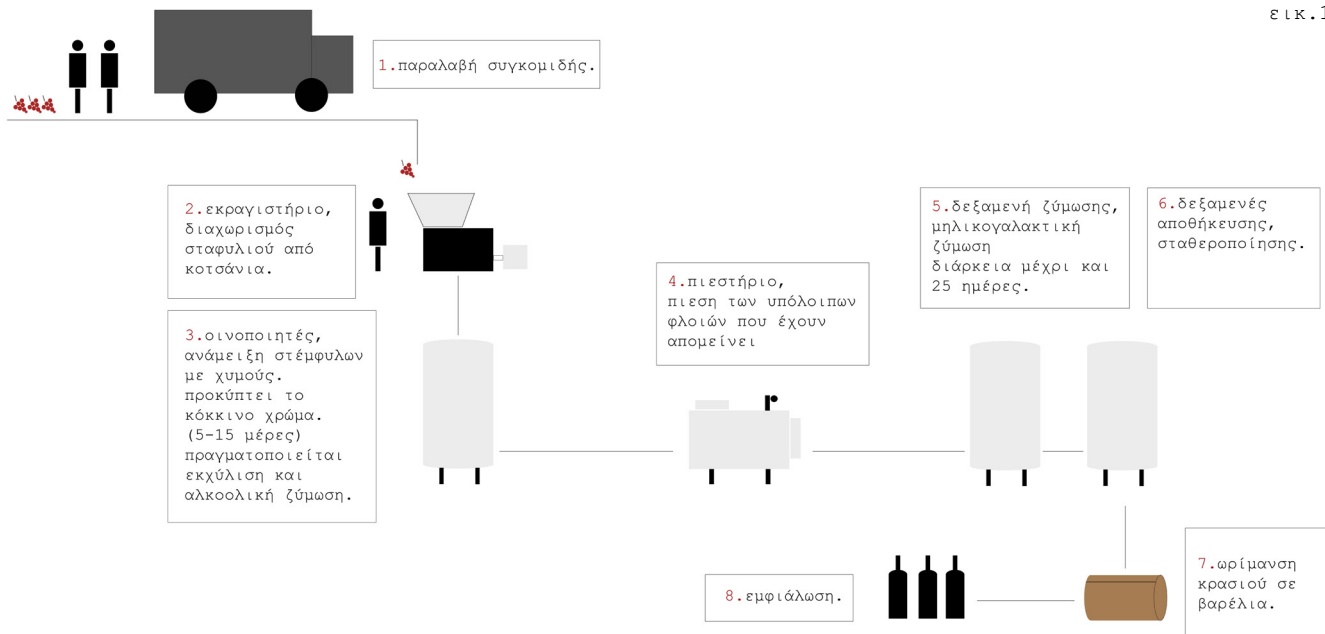 εικ.1
1.παραλαβή συγκομιδής.
2.εκραγιστήριο,
διαχωρισμός
σταφυλιού από
κοτσάνια.
3.οινοποιητές,
ανάμειξη στέμφυλων
με χυμούς.
προκύπτει το
κόκκινο χρώμα.
(5-15 μέρες)
πραγματοποιείται
εκχύλιση και
αλκοολική ζύμωση.
4.πιεστήριο,
πιεση των υπόλοιπων
φλοιών που έχουν
απομείνει
5.δεξαμενή ζύμωσης,
μηλικογαλακτική
ζύμωση
διάρκεια μέχρι και
25 ημέρες.
6.δεξαμενές
αποθήκευσης,
σταθεροποίησης.
7.ωρίμανση
κρασιού σε
βαρέλια.
8.εμφιάλωση.